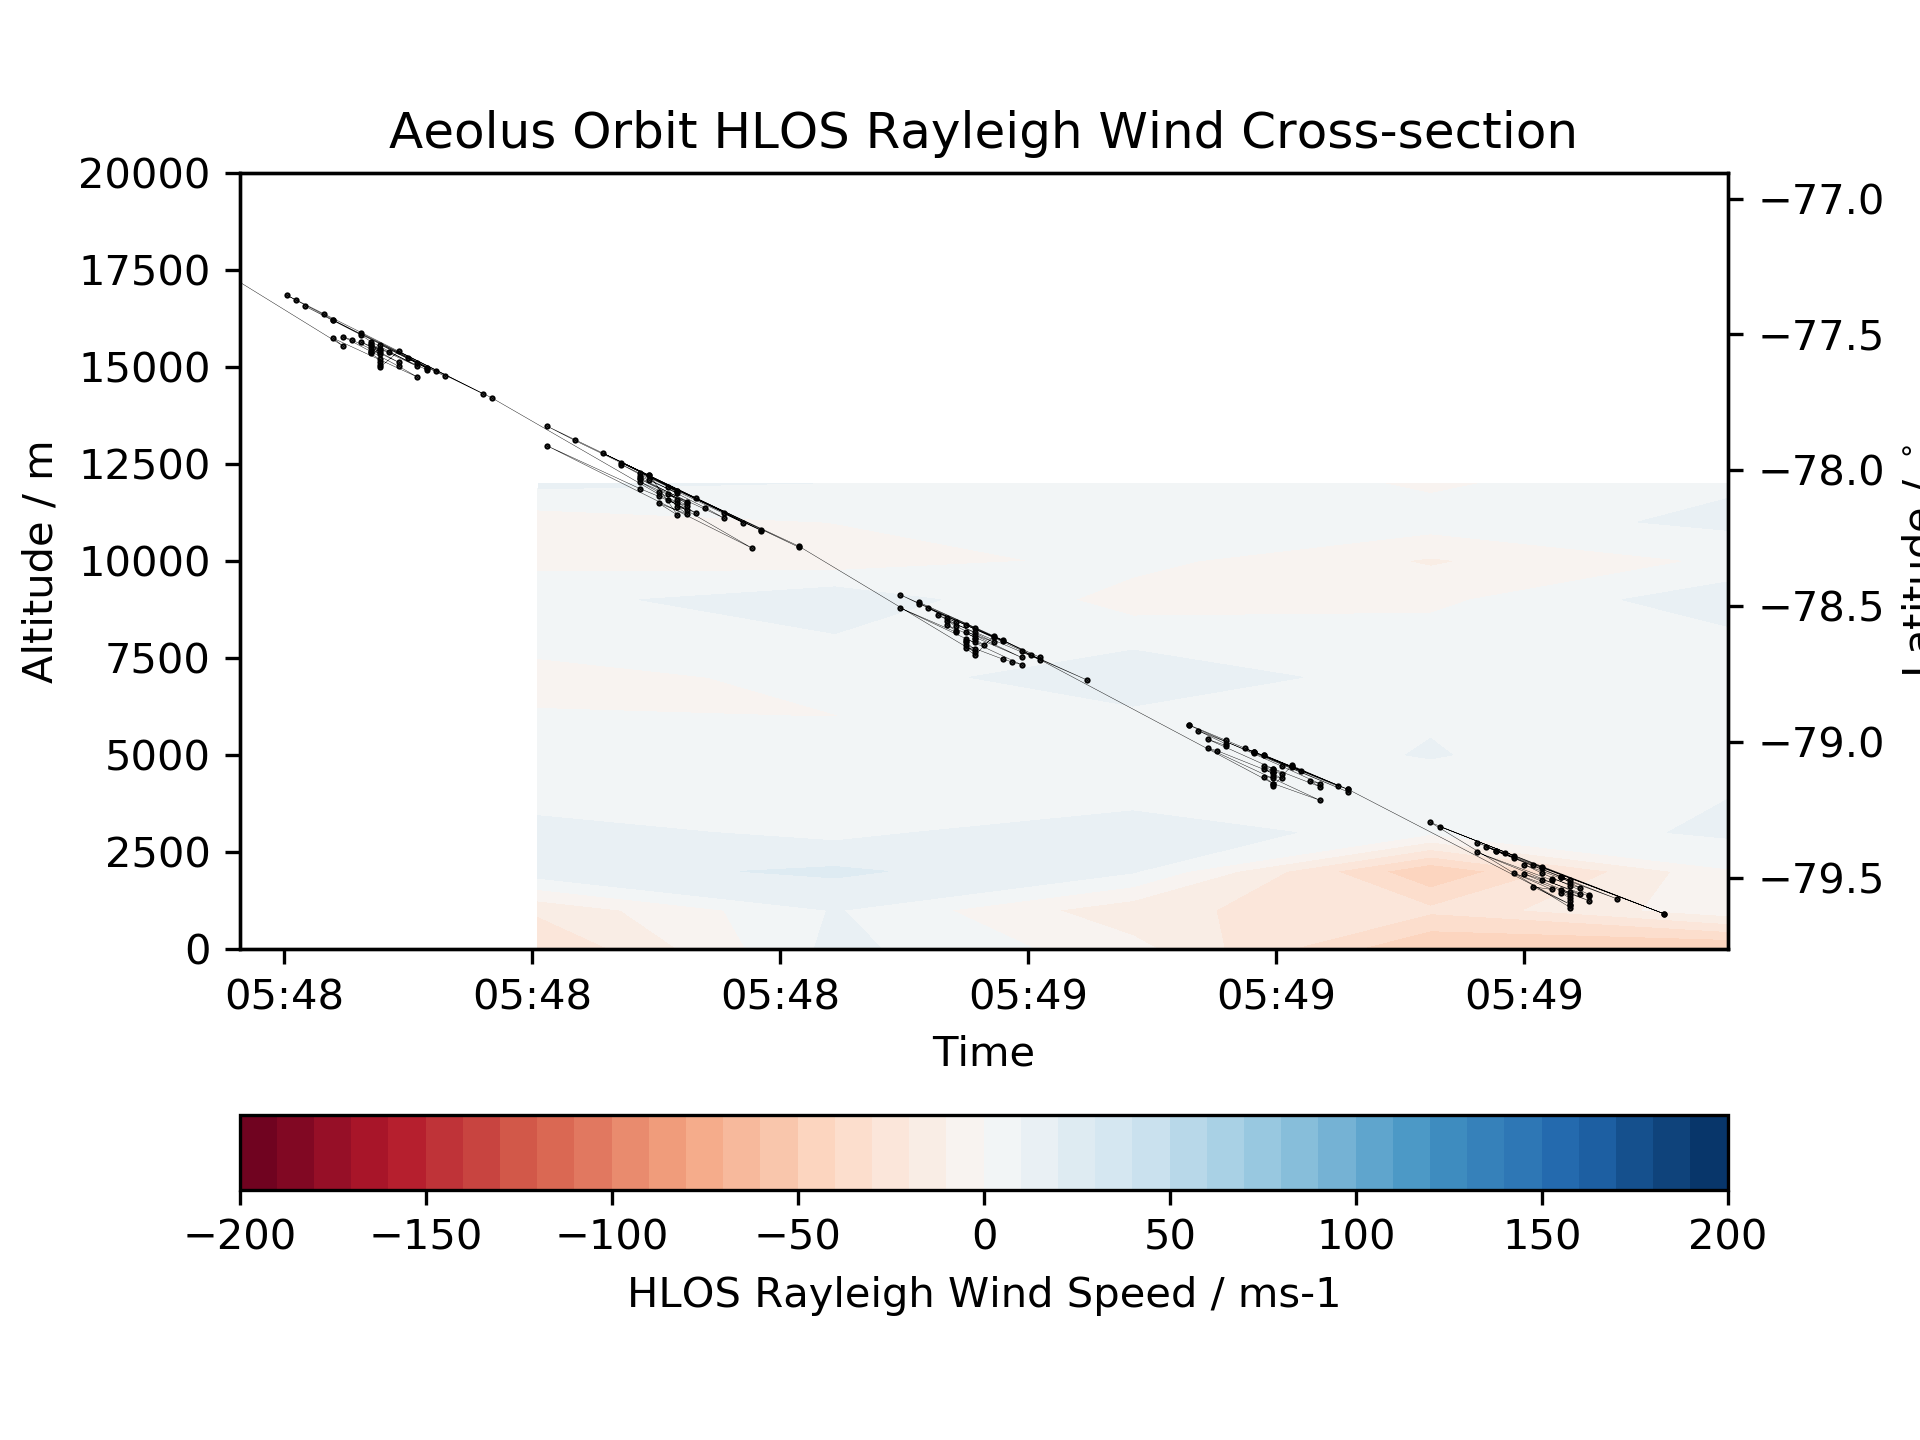 Aeolus Orbit HLOS Rayleigh Wind Cross-section
20000
17500
15000
12500
10000
7500
5000
2500
0
Altitude / m
−77.0
−77.5
−78.0
−78.5
−79.0
−79.5
Latitude / °
05:48 05:48 05:48 05:49 05:49 05:49
Time
−200 −150 −100 −50 0 50 100 150 200
HLOS Rayleigh Wind Speed / ms-1